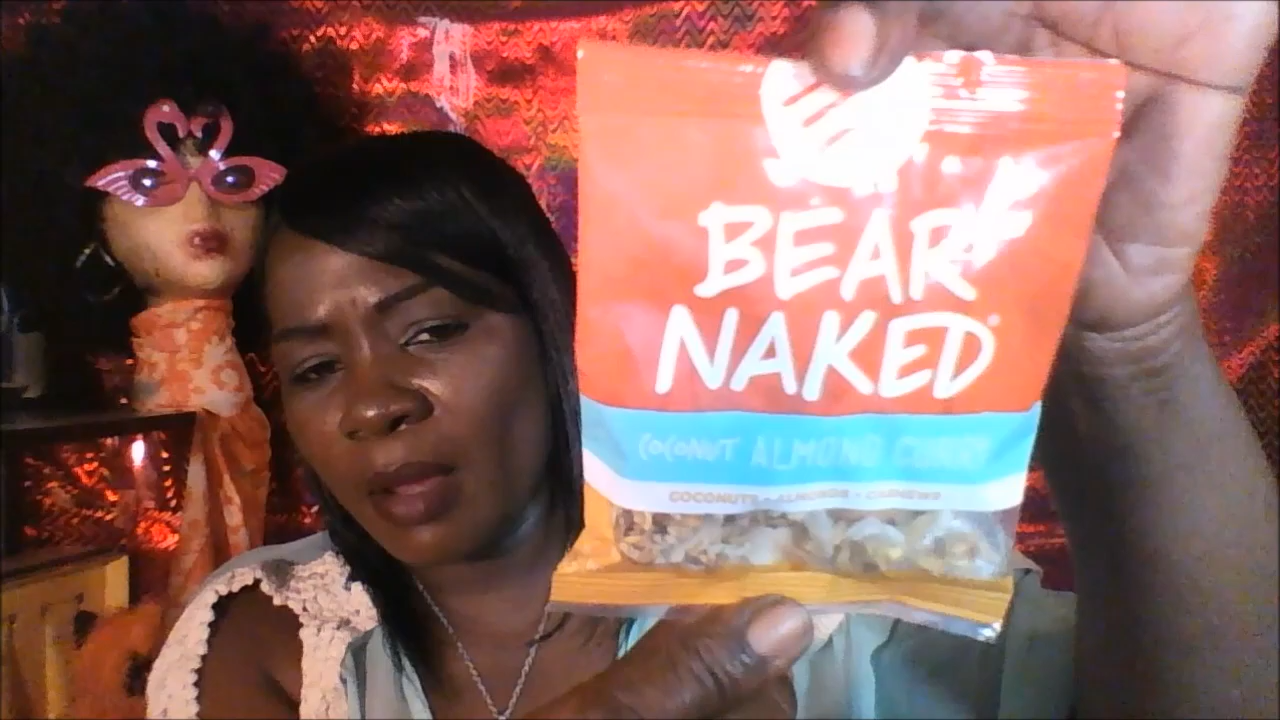 BEAR
NAKED®
COCONUT ALMOND CURRY
COCONUTS - ALMONDS - CASHEWS